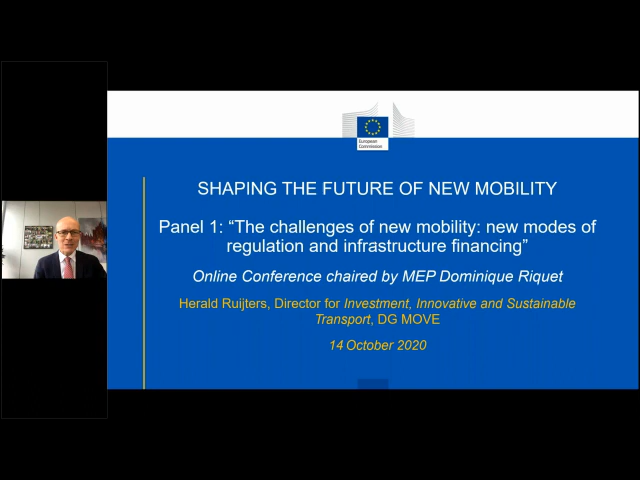 European
Commission
SHAPING THE FUTURE OF NEW MOBILITY
Panel 1: “The challenges of new mobility: new modes of
regulation and infrastructure financing”
Online Conference chaired by MEP Dominique Riquet
Herald Ruijters, Director for Investment, Innovative and Sustainable
Transport, DG MOVE
14 October 2020